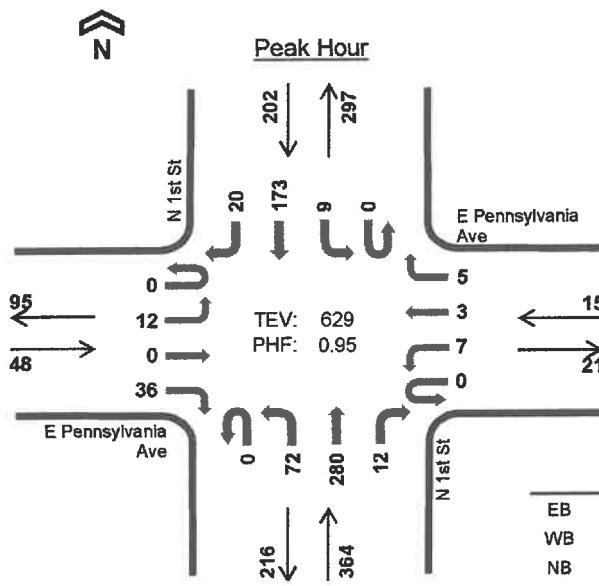 N
Peak Hour
202
297
N 1st St
20
173
9
0
E Pennsylvania
Ave
0
5
95
12
TEV: 629
3
15
48
0
PHF: 0.95
7
21
36
0
E Pennsylvania
Ave
0
72
280
12
N 1st St
216
364
EB
WB
NB